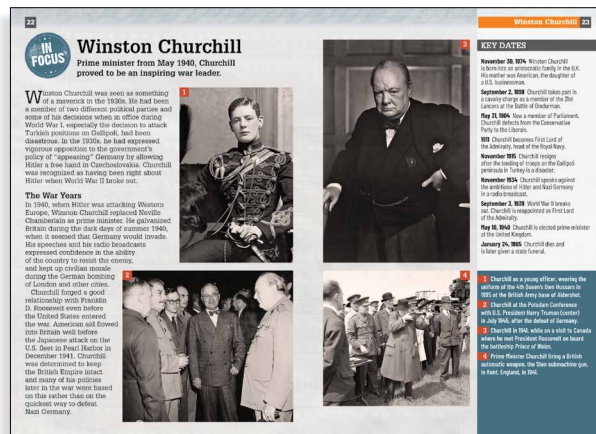 22
IN
FOCUS
Winston Churchill
Prime minister from May 1940, Churchill
proved to be an inspiring war leader.
Winston Churchill was seen as something
of a maverick in the 1930s. He had been
a member of two different political parties and
some of his decisions when in office during
World War I, especially the decision to attack
Turkish positions on Gallipoli, had been
disastrous. In the 1930s, he had expressed
vigorous opposition to the government's
policy of "appeasing" Germany by allowing
Hitler a free hand in Czechoslovakia. Churchill
was recognized as having been right about
Hitler when World War II broke out.
The War Years
In 1940, when Hitler was attacking Western
Europe, Winston Churchill replaced Neville
Chamberlain as prime minister. He galvanized
Britain during the dark days of summer 1940,
when it seemed that Germany would invade.
His speeches and his radio broadcasts
expressed confidence in the ability
of the country to resist the enemy,
and kept up civilian morale
during the German bombing
of London and other cities.
Churchill forged a good
relationship with Franklin
D. Roosevelt even before
the United States entered
the war. American aid flowed
into Britain well before
the Japanese attack on the
U.S. fleet in Pearl Harbor in
December 1941. Churchill
was determined to keep
the British Empire intact
and many of his policies
later in the war were based
on this rather than on the
quickest way to defeat
Nazi Germany.
1
2
3
4
Winston Churchill 23
KEY DATES
November 30, 1874 Winston Churchill
is born into an aristocratic family in the U.K.
His mother was American, the daughter of
a U.S. businessman.
September 2, 1898 Churchill takes part in
a cavalry charge as a member of the 21st
Lancers at the Battle of Omdurman.
May 31, 1904 Now a member of Parliament,
Churchill defects from the Conservative
Party to the Liberals.
1911 Churchill becomes First Lord of
the Admiralty, head of the Royal Navy.
November 1915 Churchill resigns
after the landing of troops on the Gallipoli
peninsula in Turkey is a disaster.
November 1934 Churchill speaks against
the ambitions of Hitler and Nazi Germany
in a radio broadcast.
September 3, 1939 World War II breaks
out. Churchill is reappointed as First Lord
of the Admiralty.
May 10, 1940 Churchill is elected prime minister
of the United Kingdom.
January 24, 1965 Churchill dies and
is later given a state funeral.
1 Churchill as a young officer, wearing the
uniform of the 4th Queen's Own Hussars in
1895 at the British Army base of Aldershot.
2 Churchill at the Potsdam Conference
with U.S. President Harry Truman (center)
in July 1945, after the defeat of Germany.
3 Churchill in 1941, while on a visit to Canada
where he met President Roosevelt on board
the battleship Prince of Wales.
4 Prime Minister Churchill firing a British
automatic weapon, the Sten submachine gun,
in Kent, England, in 1941.